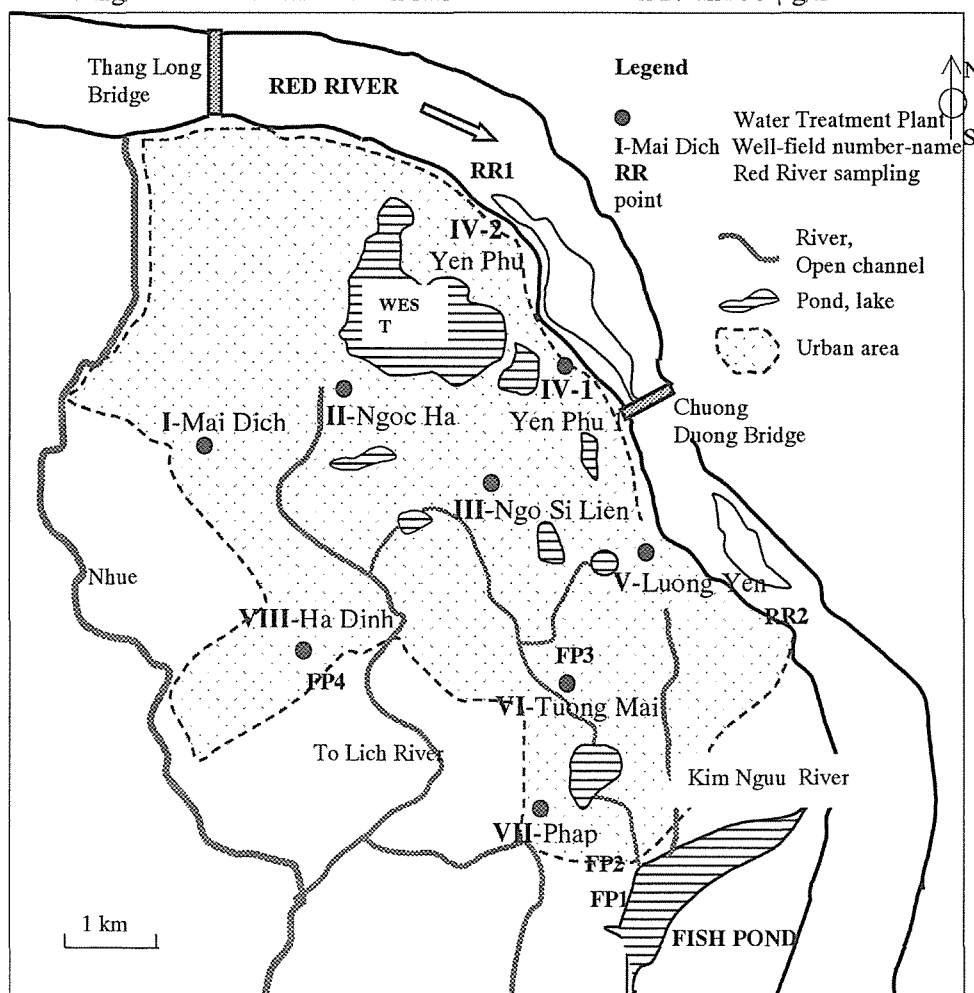 Thang Long
Bridge
RED RIVER
Legend
N
Water Treatment Plant
S
I-Mai Dich Well-field number-name
RR Red River sampling
point
RR1
IV-2
Yen Phu
River,
Open channel
WES
T
Pond, lake
Urban area
IV-1
Yen Phu
Chuong
Duong Bridge
I-Mai Dich
II-Ngoc Ha
III-Ngo Si Lien
Nhue
V-Luong Yen
VIII-Ha Dinh
RR2
FP3
FP4
VI-Tuong Mai
To Lich River
Kim Nguu River
VII-Phap
FP2
FP1
1 km
FISH POND